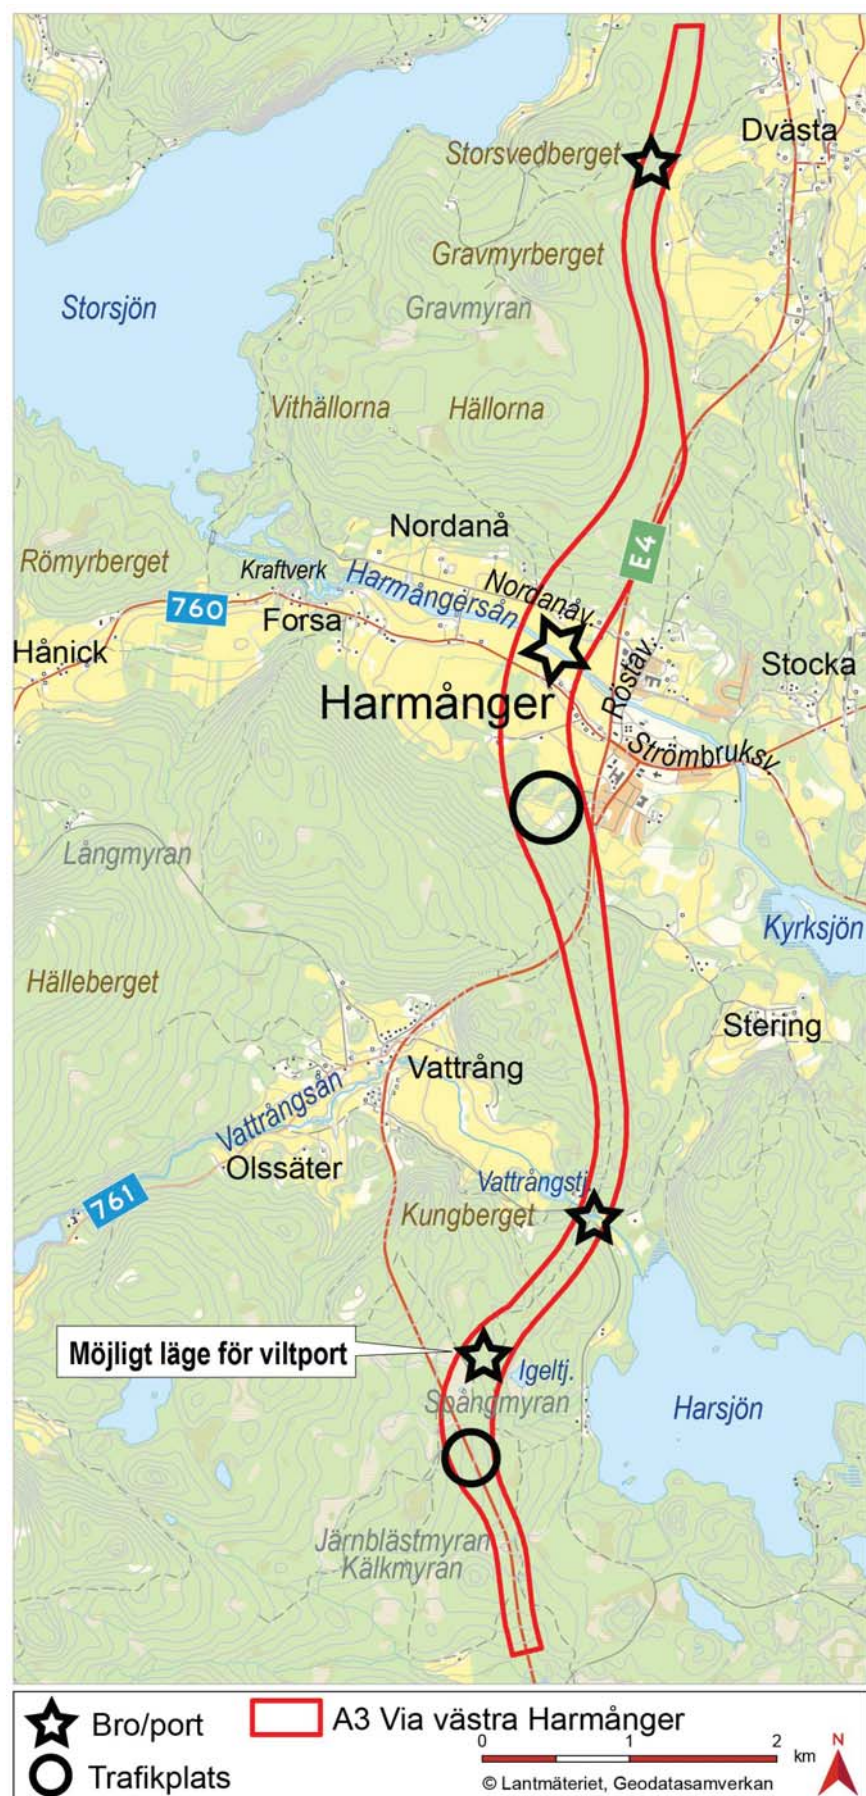 Dvästa
Storsvedberget
Gravmyrberget
Storsjön
Gravmyran
Vithällorna
Hällorna
Nordanå
E4
Römyrberget
Kraftverk
Harmångersån
Nordanåv.
760
Forsa
Hånick
Stocka
Röstav.
Harmånger
Strömbruksv.
Långmyran
Kyrksjön
Hälleberget
Stering
Vattrång
Vattrångsån
Olssäter
Vattrångstj.
761
Kungberget
Möjligt läge för viltport
Igeltj.
Spångmyran
Harsjön
Järnblästmyran
Kälkmyran
Bro/port
A3 Via västra Harmånger
Trafikplats
0 1 2
km
N
© Lantmäteriet, Geodatasamverkan